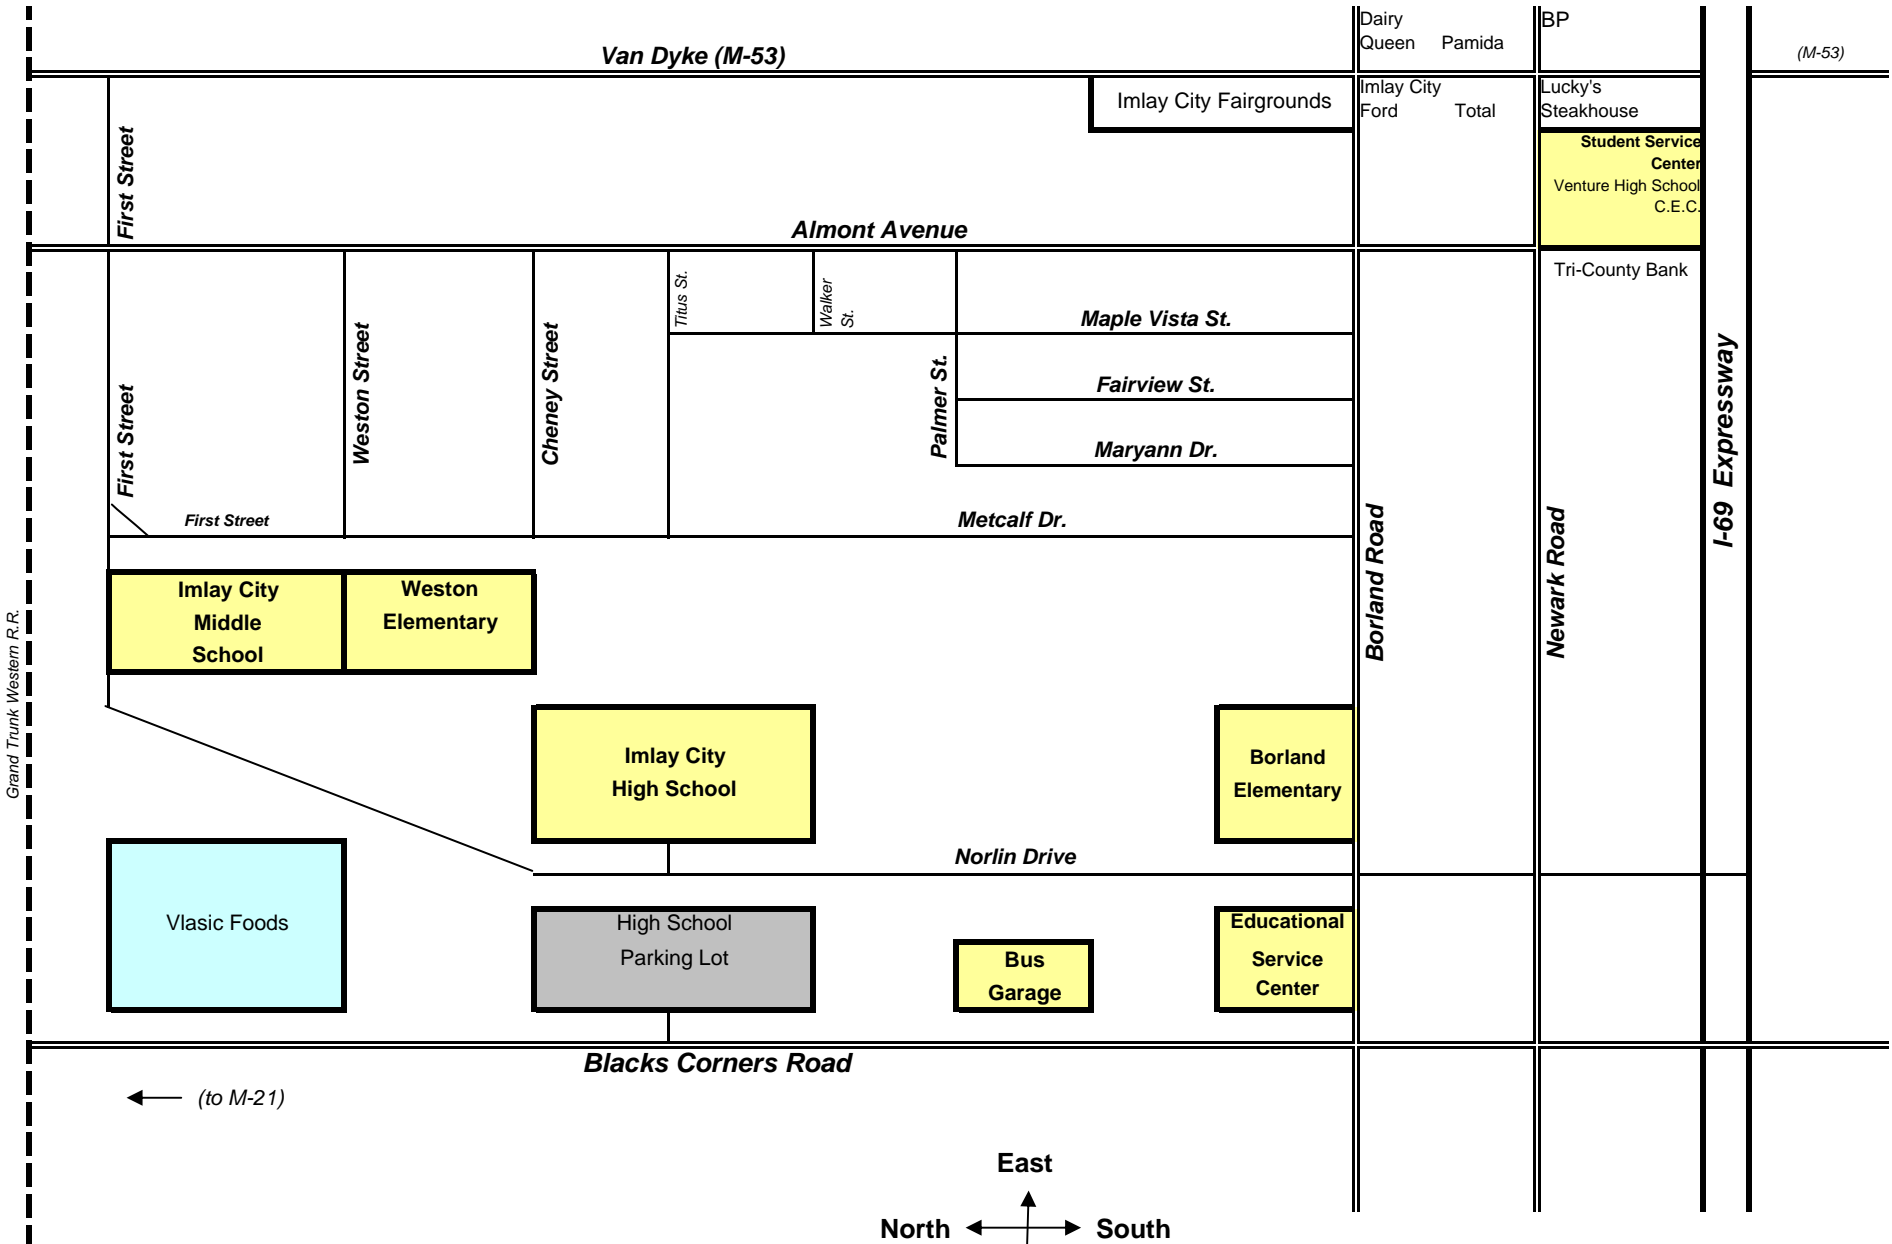 Dairy
Queen Pamida
BP
Van Dyke (M-53)
(M-53)
Imlay City Fairgrounds
Imlay City
Ford Total
Lucky's
Steakhouse
Student Service
Center
Venture High School
C.E.C.
First Street
Almont Avenue
Tri-County Bank
Titus St.
Walker
St.
Maple Vista St.
Fairview St.
Maryann Dr.
Palmer St.
Weston Street
Cheney Street
First Street
First Street
Metcalf Dr.
Borland Road
Newark Road
I-69 Expressway
Grand Trunk Western R.R.
Imlay City
Middle
School
Weston
Elementary
Imlay City
High School
Borland
Elementary
Norlin Drive
Vlasic Foods
High School
Parking Lot
Bus
Garage
Educational
Service
Center
Blacks Corners Road
(to M-21)
East
North South